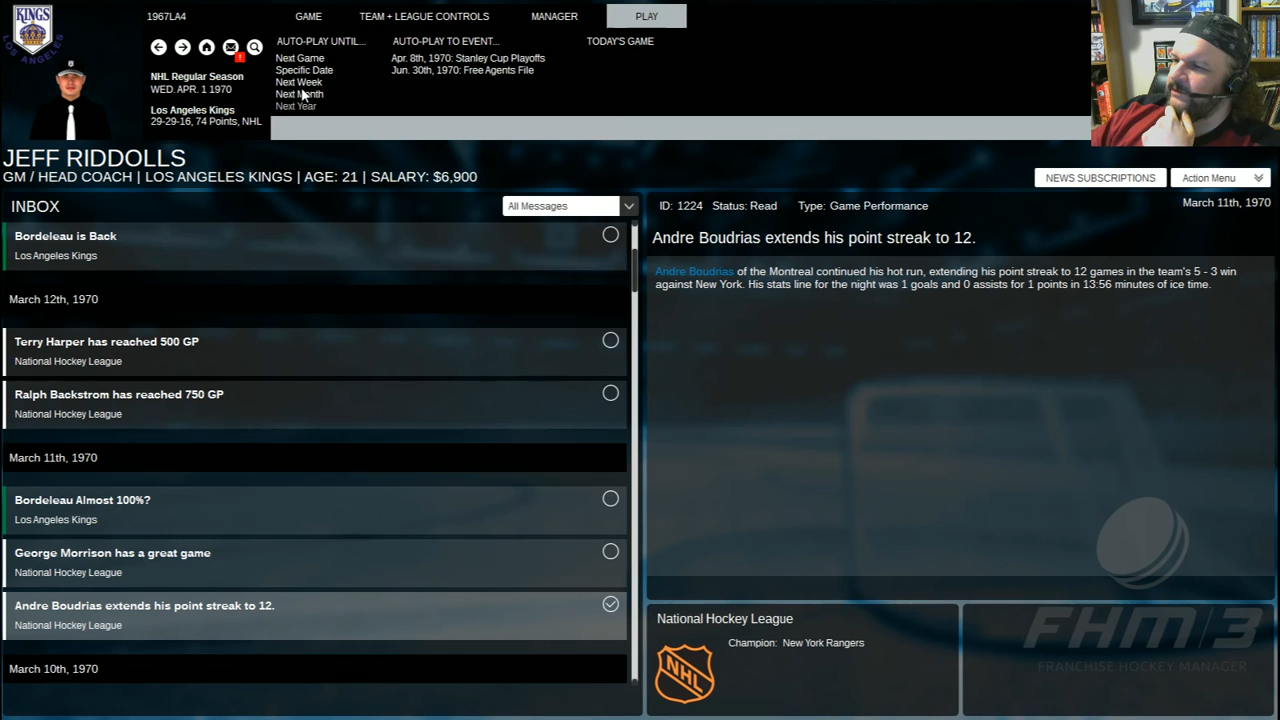 KINGS
LOS ANGELES
1967LA4
GAME
TEAM + LEAGUE CONTROLS
MANAGER
PLAY
AUTO-PLAY UNTIL...
AUTO-PLAY TO EVENT...
TODAY'S GAME
Next Game
Specific Date
Next Week
Next Month
Next Year
Apr. 8th, 1970: Stanley Cup Playoffs
Jun. 30th, 1970: Free Agents File
NHL Regular Season
WED. APR. 1 1970
Los Angeles Kings
29-29-16, 74 Points, NHL
JEFF RIDDOLLS
GM / HEAD COACH | LOS ANGELES KINGS | AGE: 21 | SALARY: $6,900
NEWS SUBSCRIPTIONS
Action Menu
INBOX
All Messages
Bordeleau is Back
Los Angeles Kings
March 12th, 1970
Terry Harper has reached 500 GP
National Hockey League
Ralph Backstrom has reached 750 GP
National Hockey League
March 11th, 1970
Bordeleau Almost 100%?
Los Angeles Kings
George Morrison has a great game
National Hockey League
Andre Boudrias extends his point streak to 12.
National Hockey League
March 10th, 1970
ID: 1224 Status: Read Type: Game Performance
March 11th, 1970
Andre Boudrias extends his point streak to 12.
Andre Boudrias of the Montreal continued his hot run, extending his point streak to 12 games in the team's 5 - 3 win
against New York. His stats line for the night was 1 goals and 0 assists for 1 points in 13:56 minutes of ice time.
National Hockey League
Champion: New York Rangers
NHL
FHM/3
FRANCHISE HOCKEY MANAGER